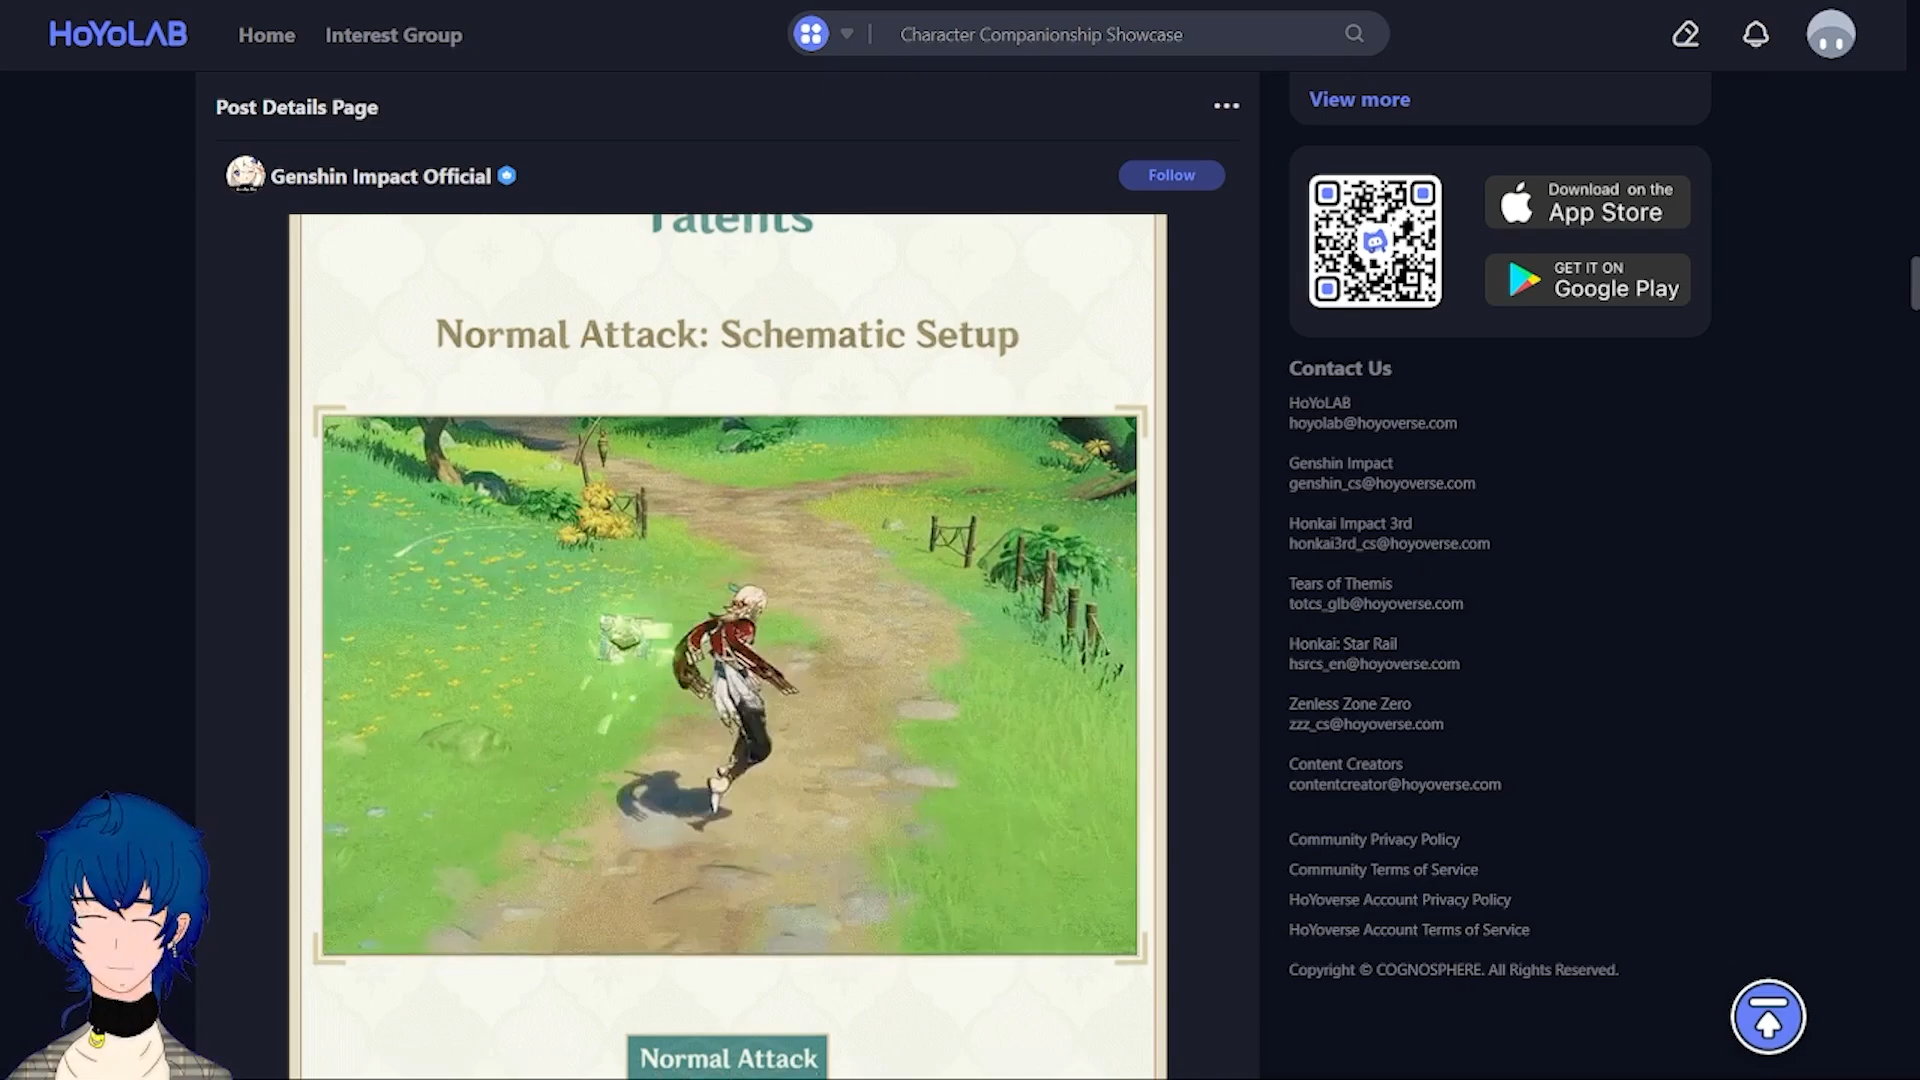 HoYoLAB
Home
Interest Group
Character Companionship Showcase
Post Details Page
Genshin Impact Official
Follow
Talents
Normal Attack: Schematic Setup
Normal Attack
View more
Download on the
App Store
GET IT ON
Google Play
Contact Us
HoYoLAB
hoyolab@hoyoverse.com
Genshin Impact
genshin_cs@hoyoverse.com
Honkai Impact 3rd
honkai3rd_cs@hoyoverse.com
Tears of Themis
totcs_glb@hoyoverse.com
Honkai: Star Rail
hsrcs_en@hoyoverse.com
Zenless Zone Zero
zzz_cs@hoyoverse.com
Content Creators
contentcreator@hoyoverse.com
Community Privacy Policy
Community Terms of Service
HoYoverse Account Privacy Policy
HoYoverse Account Terms of Service
Copyright © COGNOSPHERE. All Rights Reserved.